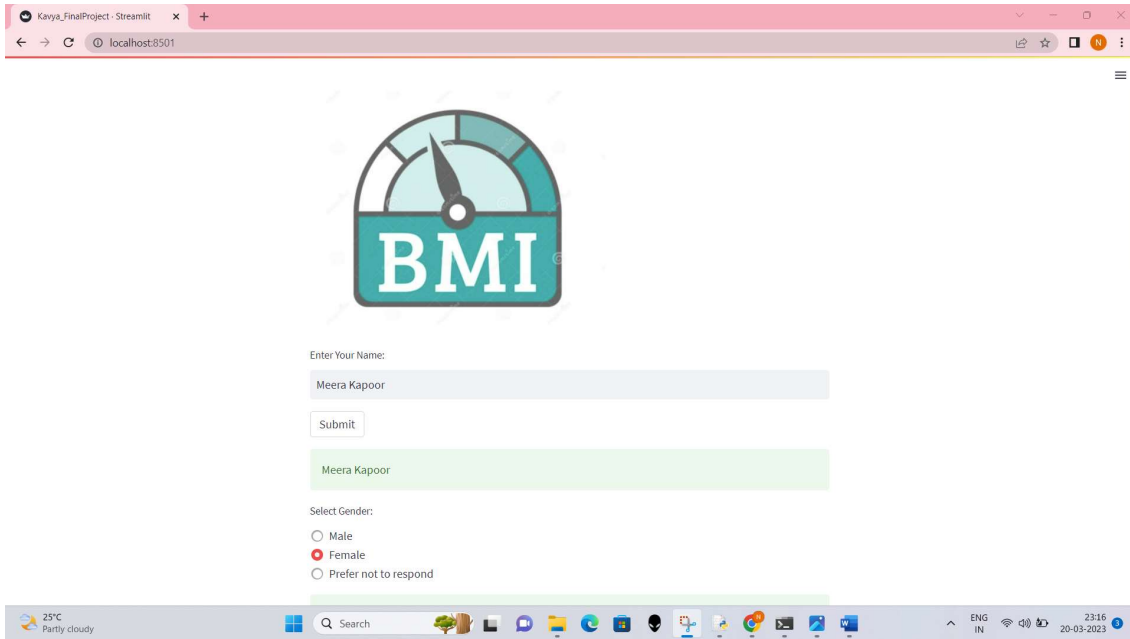 Kavya_FinalProject · Streamlit
localhost:8501
N
BMI
Enter Your Name:
Meera Kapoor
Submit
Meera Kapoor
Select Gender:
Male
Female
Prefer not to respond
25°C
Partly cloudy
Search
ENG
IN
23:16
20-03-2023
3